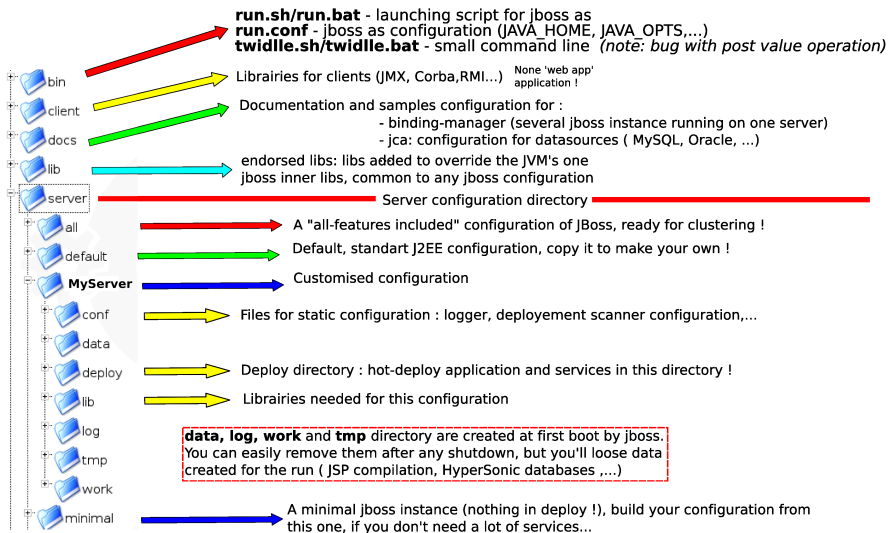 run.sh/run.bat - launching script for jboss as
run.conf - jboss as configuration (JAVA_HOME, JAVA_OPTS,...)
twidlle.sh/twidlle.bat - small command line (note: bug with post value operation)
bin
Librairies for clients (JMX, Corba,RMI...)
None 'web app'
application !
client
Documentation and samples configuration for :
- binding-manager (several jboss instance running on one server)
docs
- jca: configuration for datasources ( MySQL, Oracle, ...)
lib
endorsed libs: libs added to override the JVM's one
jboss inner libs, common to any jboss configuration
server
Server configuration directory
all
A "all-features included" configuration of JBoss, ready for clustering !
default
Default, standart J2EE configuration, copy it to make your own !
MyServer
Customised configuration
conf
Files for static configuration : logger, deployement scanner configuration,...
data
deploy
Deploy directory : hot-deploy application and services in this directory !
lib
Librairies needed for this configuration
log
data, log, work and tmp directory are created at first boot by jboss.
You can easily remove them after any shutdown, but you'll loose data
created for the run ( JSP compilation, HyperSonic databases ,...)
tmp
work
minimal
A minimal jboss instance (nothing in deploy !), build your configuration from
this one, if you don't need a lot of services...